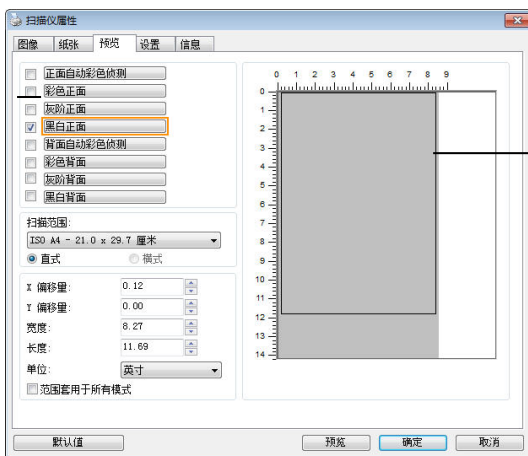 扫描仪属性
图像 纸张 预览 设置 信息
正面自动彩色侦测
彩色正面
灰阶正面
黑白正面
背面自动彩色侦测
彩色背面
灰阶背面
黑白背面
扫描范围:
ISO A4 - 21.0 x 29.7 厘米
直式 横式
X 偏移量: 0.12
Y 偏移量: 0.00
宽度: 8.27
长度: 11.69
单位: 英寸
范围套用于所有模式
0 1 2 3 4 5 6 7 8 9
0
1
2
3
4
5
6
7
8
9
10
11
12
13
14
默认值 预览 确定 取消